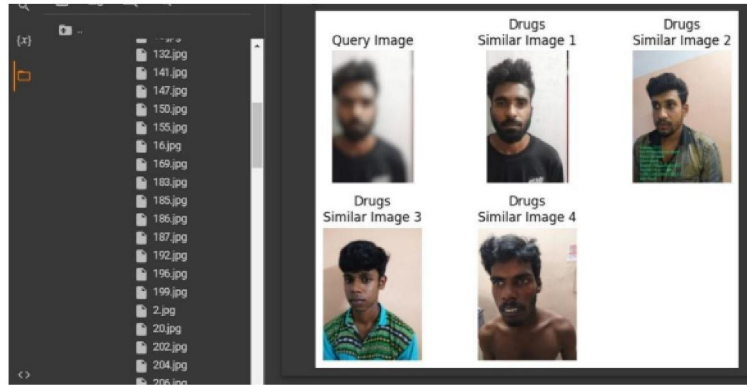 {x}
..
132.jpg
141.jpg
147.jpg
150.jpg
155.jpg
16.jpg
169.jpg
183.jpg
185.jpg
186.jpg
187.jpg
192.jpg
196.jpg
199.jpg
2.jpg
20.jpg
202.jpg
204.jpg
206.jpg
Query Image
Drugs
Similar Image 1
Drugs
Similar Image 2
Drugs
Similar Image 3
Drugs
Similar Image 4